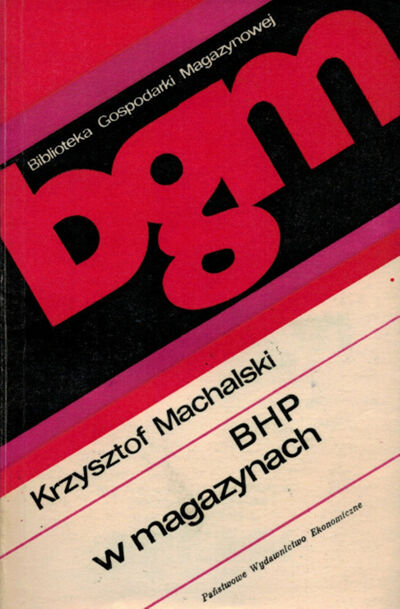 Biblioteka Gospodarki Magazynowej
bgm
Krzysztof Machalski
BHP
w magazynach
Państwowe Wydawnictwo Ekonomiczne